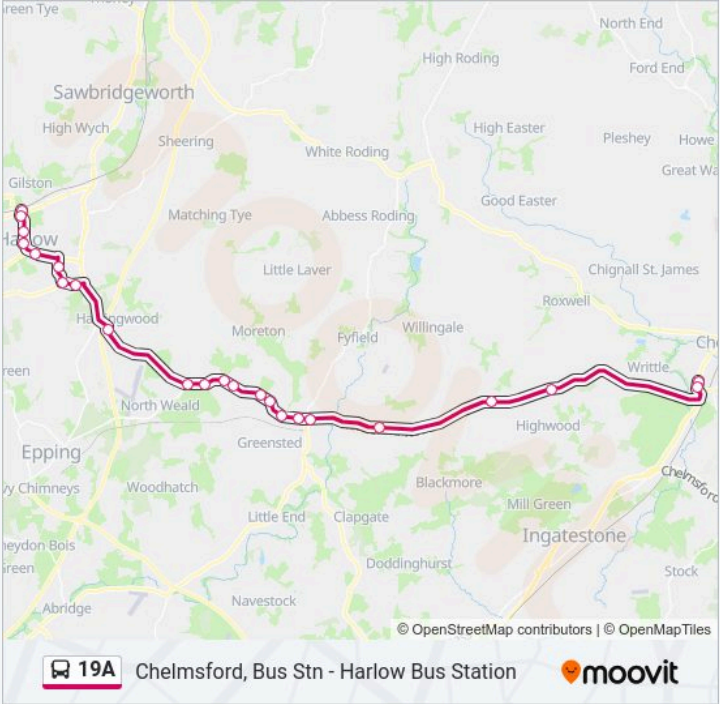 North End
High Roding
Ford End
Sawbridgeworth
High Wych
High Easter
Pleshey
Howe
Sheering
White Roding
Great Wa
Gilston
Good Easter
Matching Tye
Abbess Roding
Little Laver
Chignall St. James
Roxwell
Moreton
Fyfield
Willingale
Writtle
North Weald
Highwood
Greensted
Epping
Blackmore
Chelmsford
Woodhatch
Mill Green
Little End
Clapgate
Ingatestone
Doddinghurst
Stock
Navestock
Abridge
© OpenStreetMap contributors | © OpenMapTiles
19A
Chelmsford, Bus Stn - Harlow Bus Station
moovit